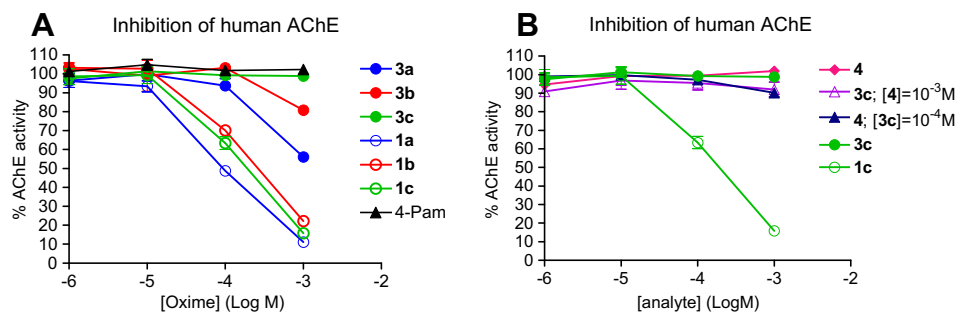 A Inhibition of human AChE
110
100
90
80
70
60
50
40
30
20
10
0
% AChE activity
-6 -5 -4 -3 -2
[Oxime] (Log M)
3a
3b
3c
1a
1b
1c
4-Pam
B Inhibition of human AChE
110
100
90
80
70
60
50
40
30
20
10
0
% AChE activity
-6 -5 -4 -3 -2
[analyte] (LogM)
4
3c; [4]=10⁻³M
4; [3c]=10⁻⁴M
3c
1c